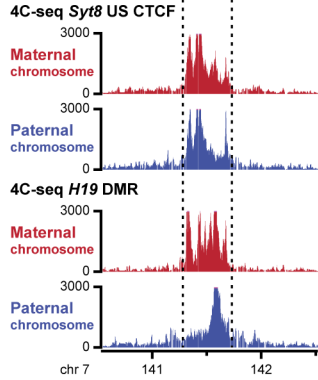 4C-seq Syt8 US CTCF
3000
Maternal
chromosome
0
3000
Paternal
chromosome
0
4C-seq H19 DMR
3000
Maternal
chromosome
0
3000
Paternal
chromosome
0
chr 7 141 142